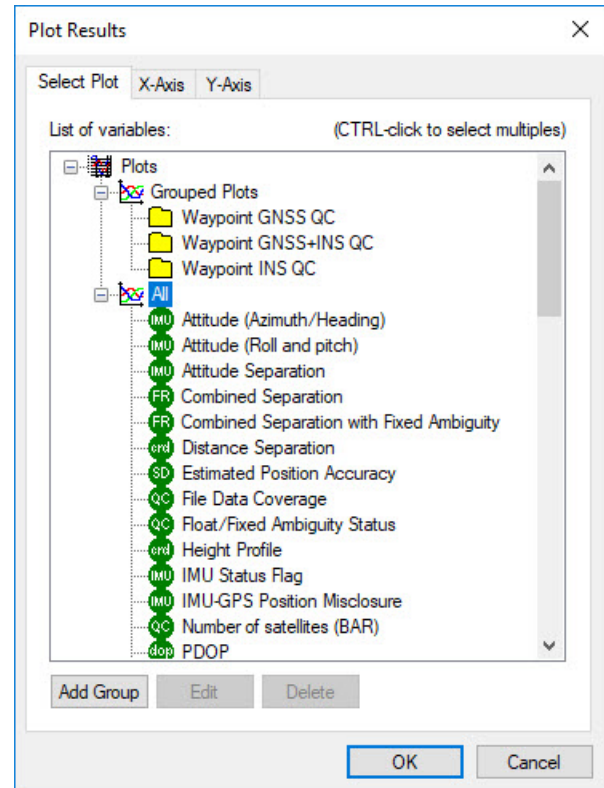 Plot Results
Select Plot X-Axis Y-Axis
List of variables: (CTRL-click to select multiples)
Plots
Grouped Plots
Waypoint GNSS QC
Waypoint GNSS+INS QC
Waypoint INS QC
All
IMU Attitude (Azimuth/Heading)
IMU Attitude (Roll and pitch)
IMU Attitude Separation
FR Combined Separation
FR Combined Separation with Fixed Ambiguity
crd Distance Separation
SD Estimated Position Accuracy
QC File Data Coverage
QC Float/Fixed Ambiguity Status
crd Height Profile
IMU IMU Status Flag
IMU IMU-GPS Position Misclosure
QC Number of satellites (BAR)
dop PDOP
Add Group Edit Delete
OK Cancel